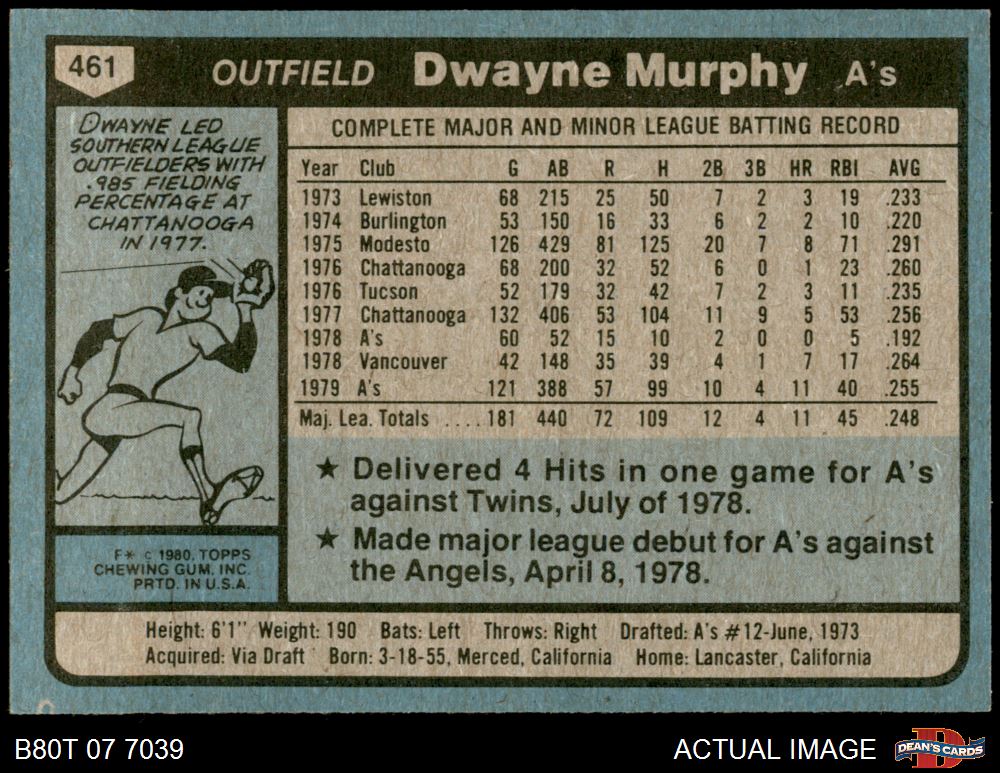 461
OUTFIELD Dwayne Murphy A's
DWAYNE LED
SOUTHERN LEAGUE
OUTFIELDERS WITH
.985 FIELDING
PERCENTAGE AT
CHATTANOOGA
IN 1977.
F* © 1980, TOPPS
CHEWING GUM, INC.
PRTD. IN U.S.A.
COMPLETE MAJOR AND MINOR LEAGUE BATTING RECORD
Year Club G AB R H 2B 3B HR RBI AVG
1973 Lewiston 68 215 25 50 7 2 3 19 .233
1974 Burlington 53 150 16 33 6 2 2 10 .220
1975 Modesto 126 429 81 125 20 7 8 71 .291
1976 Chattanooga 68 200 32 52 6 0 1 23 .260
1976 Tucson 52 179 32 42 7 2 3 11 .235
1977 Chattanooga 132 406 53 104 11 9 5 53 .256
1978 A's 60 52 15 10 2 0 0 5 .192
1978 Vancouver 42 148 35 39 4 1 7 17 .264
1979 A's 121 388 57 99 10 4 11 40 .255
Maj. Lea. Totals ....181 440 72 109 12 4 11 45 .248
★ Delivered 4 Hits in one game for A's
against Twins, July of 1978.
★ Made major league debut for A's against
the Angels, April 8, 1978.
Height: 6'1" Weight: 190 Bats: Left Throws: Right Drafted: A's #12-June, 1973
Acquired: Via Draft Born: 3-18-55, Merced, California Home: Lancaster, California
B80T 07 7039
ACTUAL IMAGE
DEAN'S CARDS